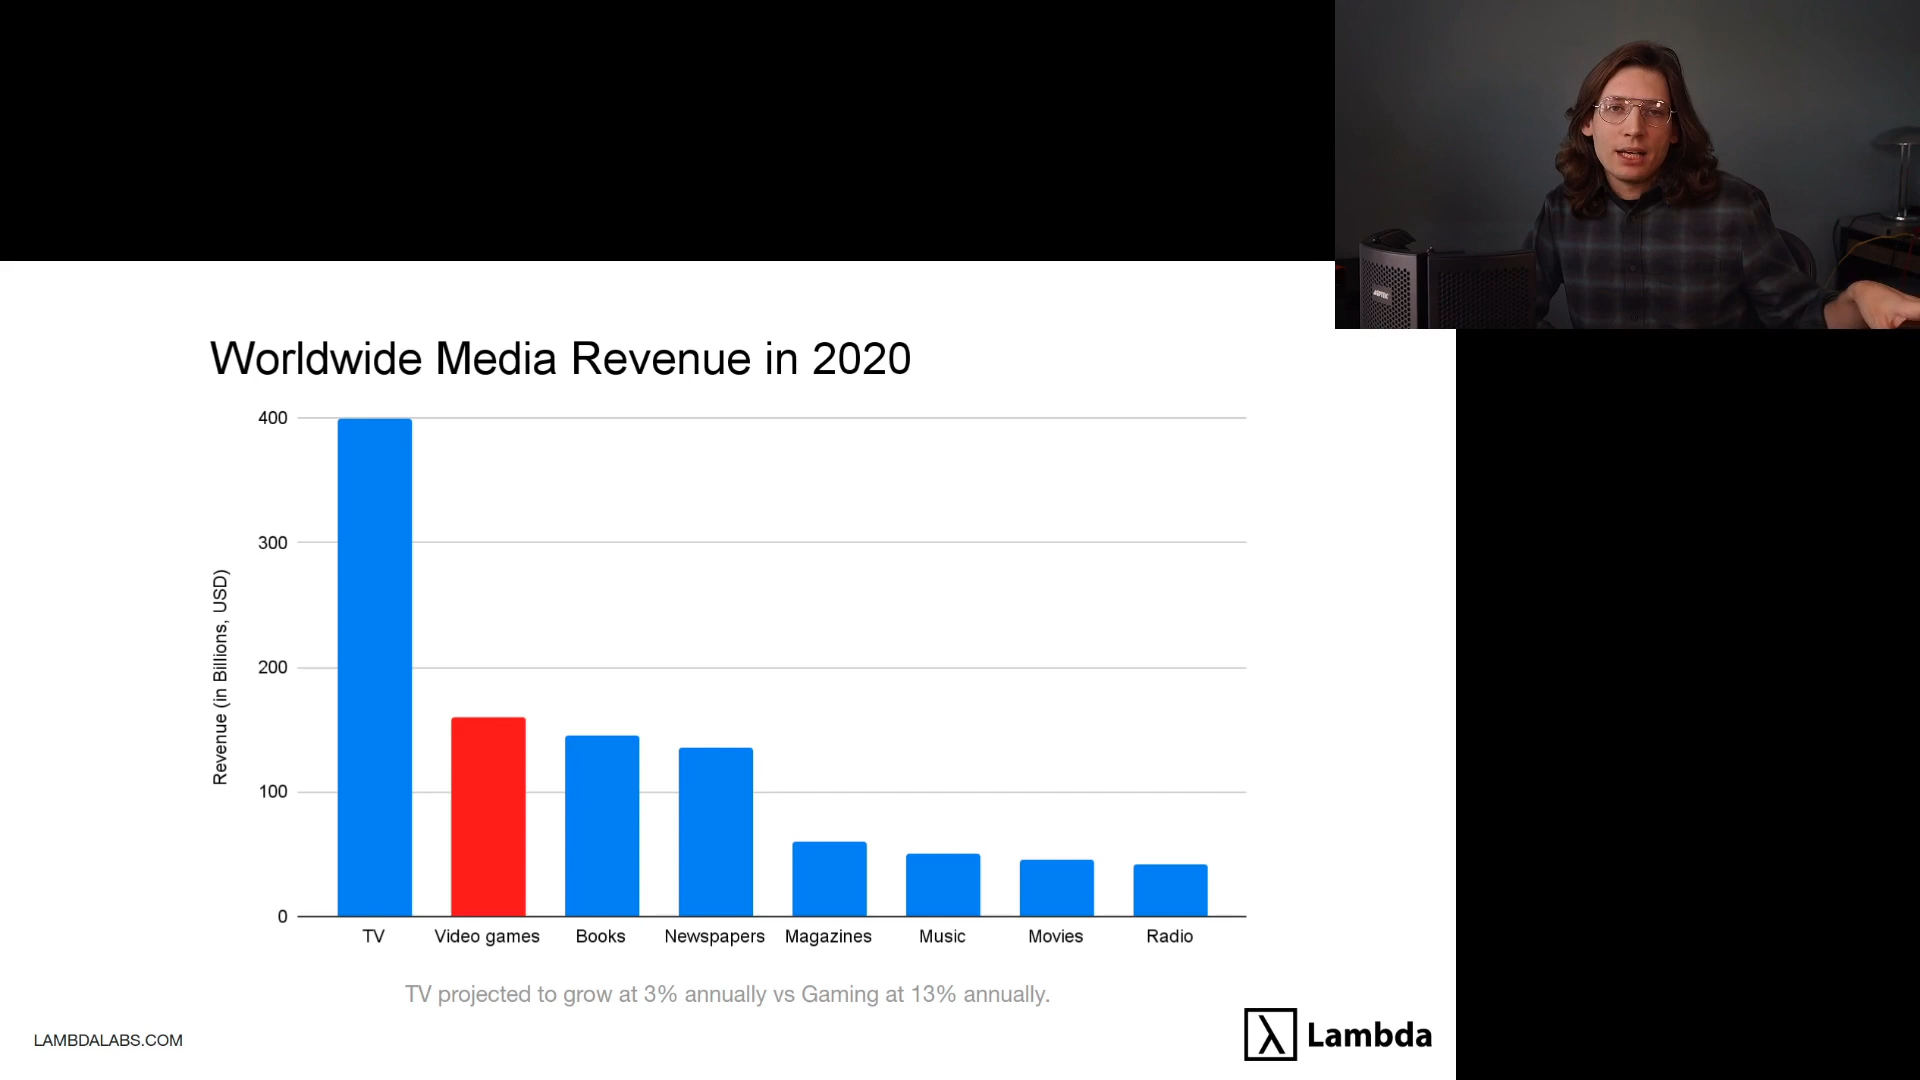 Worldwide Media Revenue in 2020
400
300
200
100
0
Revenue (in Billions, USD)
TV
Video games
Books
Newspapers
Magazines
Music
Movies
Radio
TV projected to grow at 3% annually vs Gaming at 13% annually.
LAMBDALABS.COM
λ Lambda